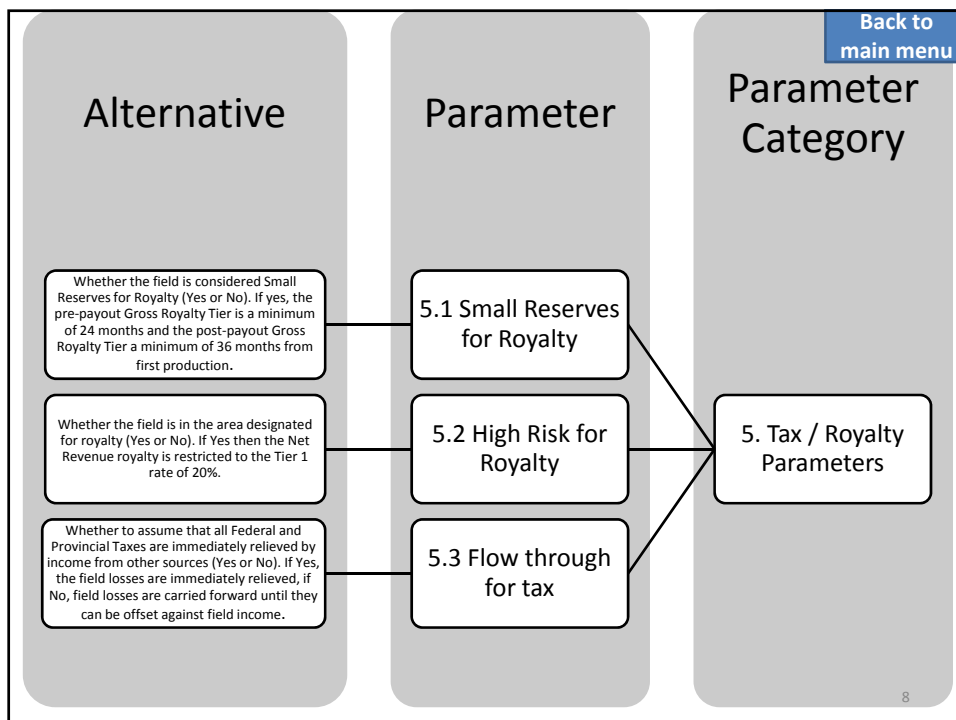 Back to
main menu
Alternative
Parameter
Parameter
Category
Whether the field is considered Small
Reserves for Royalty (Yes or No). If yes, the
pre-payout Gross Royalty Tier is a minimum
of 24 months and the post-payout Gross
Royalty Tier a minimum of 36 months from
first production.
5.1 Small Reserves
for Royalty
Whether the field is in the area designated
for royalty (Yes or No). If Yes then the Net
Revenue royalty is restricted to the Tier 1
rate of 20%.
5.2 High Risk for
Royalty
5. Tax / Royalty
Parameters
Whether to assume that all Federal and
Provincial Taxes are immediately relieved by
income from other sources (Yes or No). If Yes,
the field losses are immediately relieved, if
No, field losses are carried forward until they
can be offset against field income.
5.3 Flow through
for tax
8